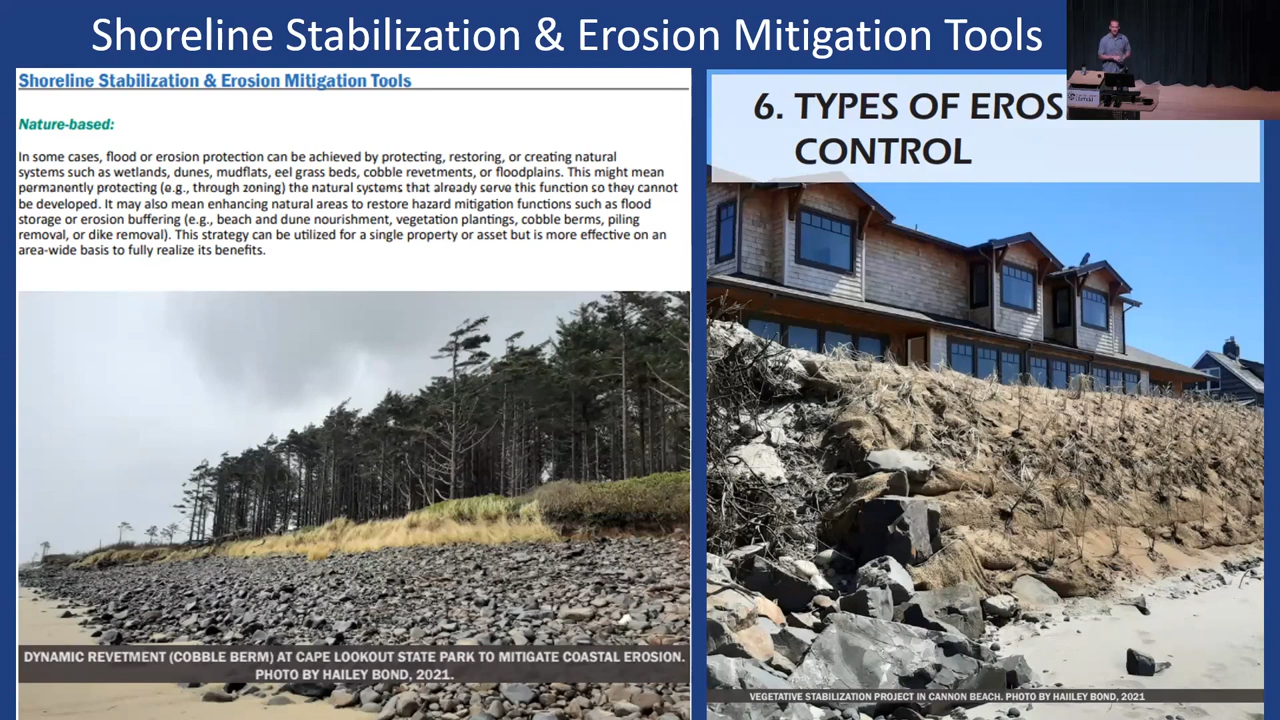 Shoreline Stabilization & Erosion Mitigation Tools
Shoreline Stabilization & Erosion Mitigation Tools
Nature-based:
In some cases, flood or erosion protection can be achieved by protecting, restoring, or creating natural
systems such as wetlands, dunes, mudflats, eel grass beds, cobble revetments, or floodplains. This might mean
permanently protecting (e.g., through zoning) the natural systems that already serve this function so they cannot
be developed. It may also mean enhancing natural areas to restore hazard mitigation functions such as flood
storage or erosion buffering (e.g., beach and dune nourishment, vegetation plantings, cobble berms, piling
removal, or dike removal). This strategy can be utilized for a single property or asset but is more effective on an
area-wide basis to fully realize its benefits.
DYNAMIC REVETMENT (COBBLE BERM) AT CAPE LOOKOUT STATE PARK TO MITIGATE COASTAL EROSION.
PHOTO BY HAILEY BOND, 2021.
6. TYPES OF EROS
CONTROL
VEGETATIVE STABILIZATION PROJECT IN CANNON BEACH. PHOTO BY HAIILEY BOND, 2021